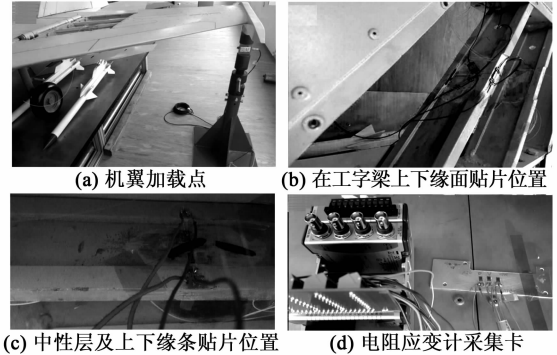 (a) 机翼加载点
(b) 在工字梁上下缘面贴片位置
(c) 中性层及上下缘条贴片位置
(d) 电阻应变计采集卡